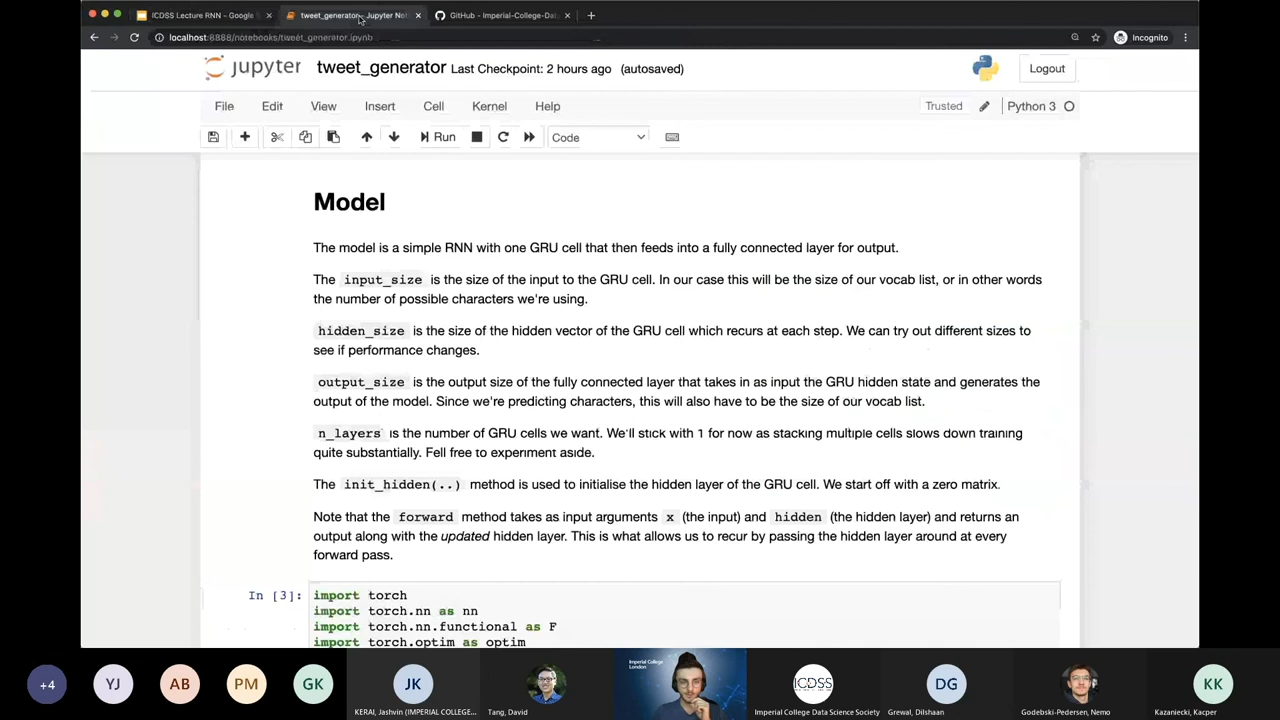 ICDSS Lecture RNN - Google
tweet_generator - Jupyter Not
GitHub - Imperial-College-Dat
localhost:8888/notebooks/tweet_generator.ipynb
Incognito
jupyter tweet_generator Last Checkpoint: 2 hours ago (autosaved)
Logout
File Edit View Insert Cell Kernel Help
Trusted Python 3
Run Code
Model
The model is a simple RNN with one GRU cell that then feeds into a fully connected layer for output.
The input_size is the size of the input to the GRU cell. In our case this will be the size of our vocab list, or in other words
the number of possible characters we're using.
hidden_size is the size of the hidden vector of the GRU cell which recurs at each step. We can try out different sizes to
see if performance changes.
output_size is the output size of the fully connected layer that takes in as input the GRU hidden state and generates the
output of the model. Since we're predicting characters, this will also have to be the size of our vocab list.
n_layers is the number of GRU cells we want. We'll stick with 1 for now as stacking multiple cells slows down training
quite substantially. Fell free to experiment aside.
The init_hidden(..) method is used to initialise the hidden layer of the GRU cell. We start off with a zero matrix.
Note that the forward method takes as input arguments x (the input) and hidden (the hidden layer) and returns an
output along with the updated hidden layer. This is what allows us to recur by passing the hidden layer around at every
forward pass.
In [3]: import torch
import torch.nn as nn
import torch.nn.functional as F
import torch.optim as optim
+4 YJ AB PM GK JK
Imperial College
London
ICDSS
DG
KK
KERAI, Jashvin (IMPERIAL COLLEGE...
Tang, David
Imperial College Data Science Society
Grewal, Dilshaan
Godebski-Pedersen, Nemo
Kazaniecki, Kacper